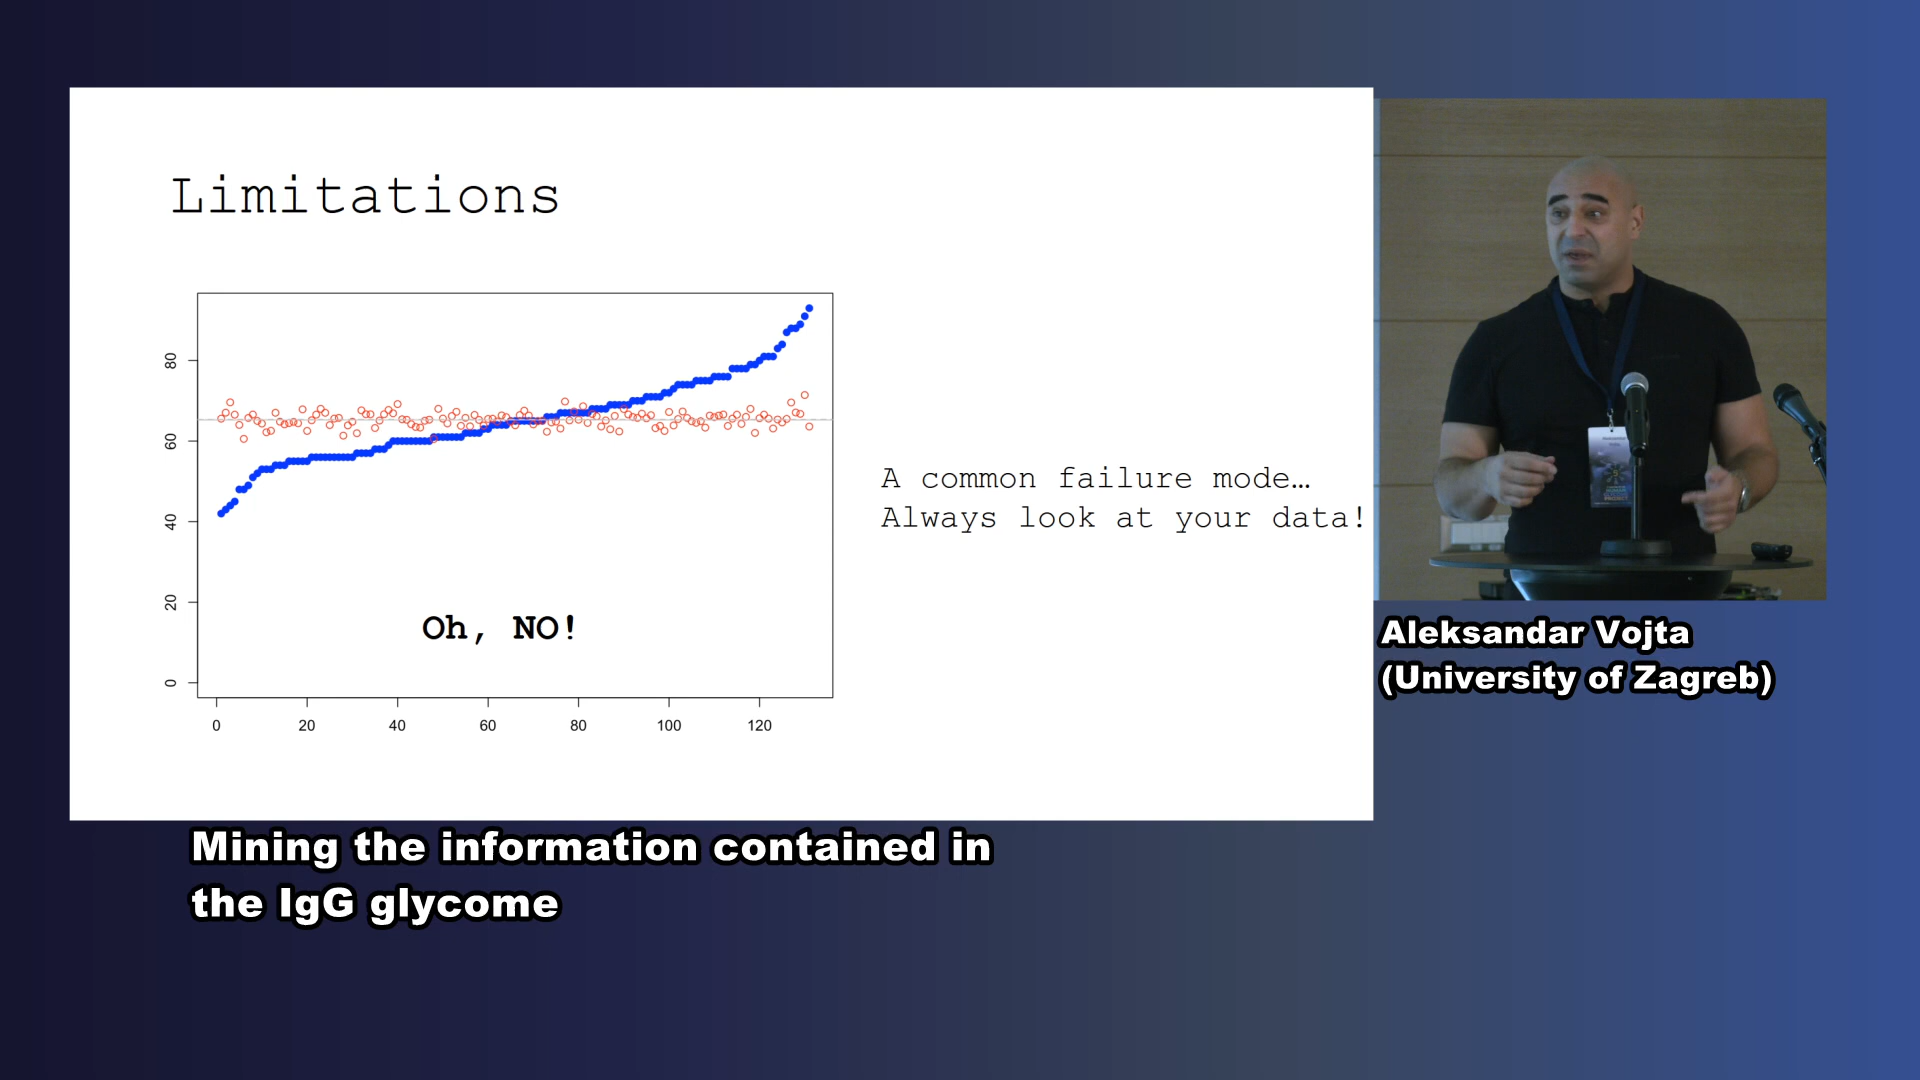 Limitations
80
60
40
20
0
Oh, NO!
0 20 40 60 80 100 120
A common failure mode…
Always look at your data!
Aleksandar Vojta
(University of Zagreb)
Mining the information contained in
the IgG glycome